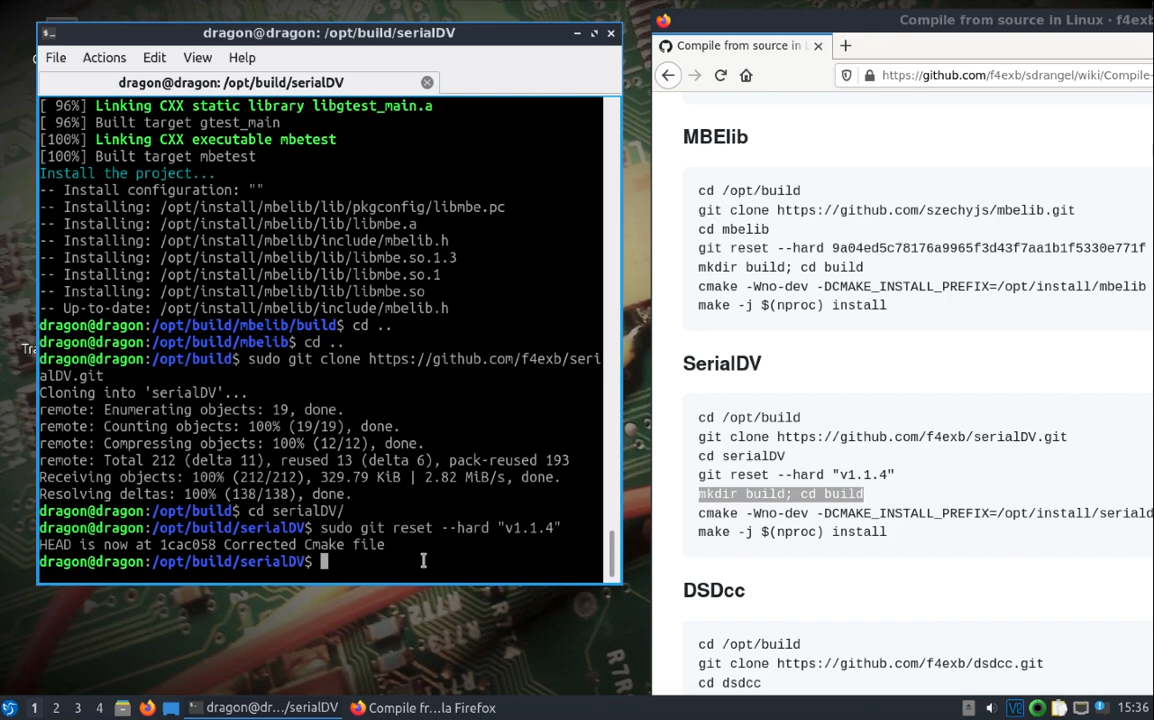 dragon@dragon: /opt/build/serialDV
File Actions Edit View Help
dragon@dragon: /opt/build/serialDV
[ 96%] Linking CXX static library libgtest_main.a
[ 96%] Built target gtest_main
[100%] Linking CXX executable mbetest
[100%] Built target mbetest
Install the project...
-- Install configuration: ""
-- Installing: /opt/install/mbelib/lib/pkgconfig/libmbe.pc
-- Installing: /opt/install/mbelib/lib/libmbe.a
-- Installing: /opt/install/mbelib/include/mbelib.h
-- Installing: /opt/install/mbelib/lib/libmbe.so.1.3
-- Installing: /opt/install/mbelib/lib/libmbe.so.1
-- Installing: /opt/install/mbelib/lib/libmbe.so
-- Up-to-date: /opt/install/mbelib/include/mbelib.h
dragon@dragon:/opt/build/mbelib/build$ cd ..
dragon@dragon:/opt/build/mbelib$ cd ..
dragon@dragon:/opt/build$ sudo git clone https://github.com/f4exb/seri
alDV.git
Cloning into 'serialDV'...
remote: Enumerating objects: 19, done.
remote: Counting objects: 100% (19/19), done.
remote: Compressing objects: 100% (12/12), done.
remote: Total 212 (delta 11), reused 13 (delta 6), pack-reused 193
Receiving objects: 100% (212/212), 329.79 KiB | 2.82 MiB/s, done.
Resolving deltas: 100% (138/138), done.
dragon@dragon:/opt/build$ cd serialDV/
dragon@dragon:/opt/build/serialDV$ sudo git reset --hard "v1.1.4"
HEAD is now at 1cac058 Corrected Cmake file
dragon@dragon:/opt/build/serialDV$
Compile from source in Linux · f4exb
Compile from source in L
https://github.com/f4exb/sdrangel/wiki/Compile-
MBElib
cd /opt/build
git clone https://github.com/szechyjs/mbelib.git
cd mbelib
git reset --hard 9a04ed5c78176a9965f3d43f7aa1b1f5330e771f
mkdir build; cd build
cmake -Wno-dev -DCMAKE_INSTALL_PREFIX=/opt/install/mbelib
make -j $(nproc) install
SerialDV
cd /opt/build
git clone https://github.com/f4exb/serialDV.git
cd serialDV
git reset --hard "v1.1.4"
mkdir build; cd build
cmake -Wno-dev -DCMAKE_INSTALL_PREFIX=/opt/install/seriald
make -j $(nproc) install
DSDcc
cd /opt/build
git clone https://github.com/f4exb/dsdcc.git
cd dsdcc
Tra
R7R
1 2 3 4 dragon@dr.../serialDV Compile fr...la Firefox 15:36